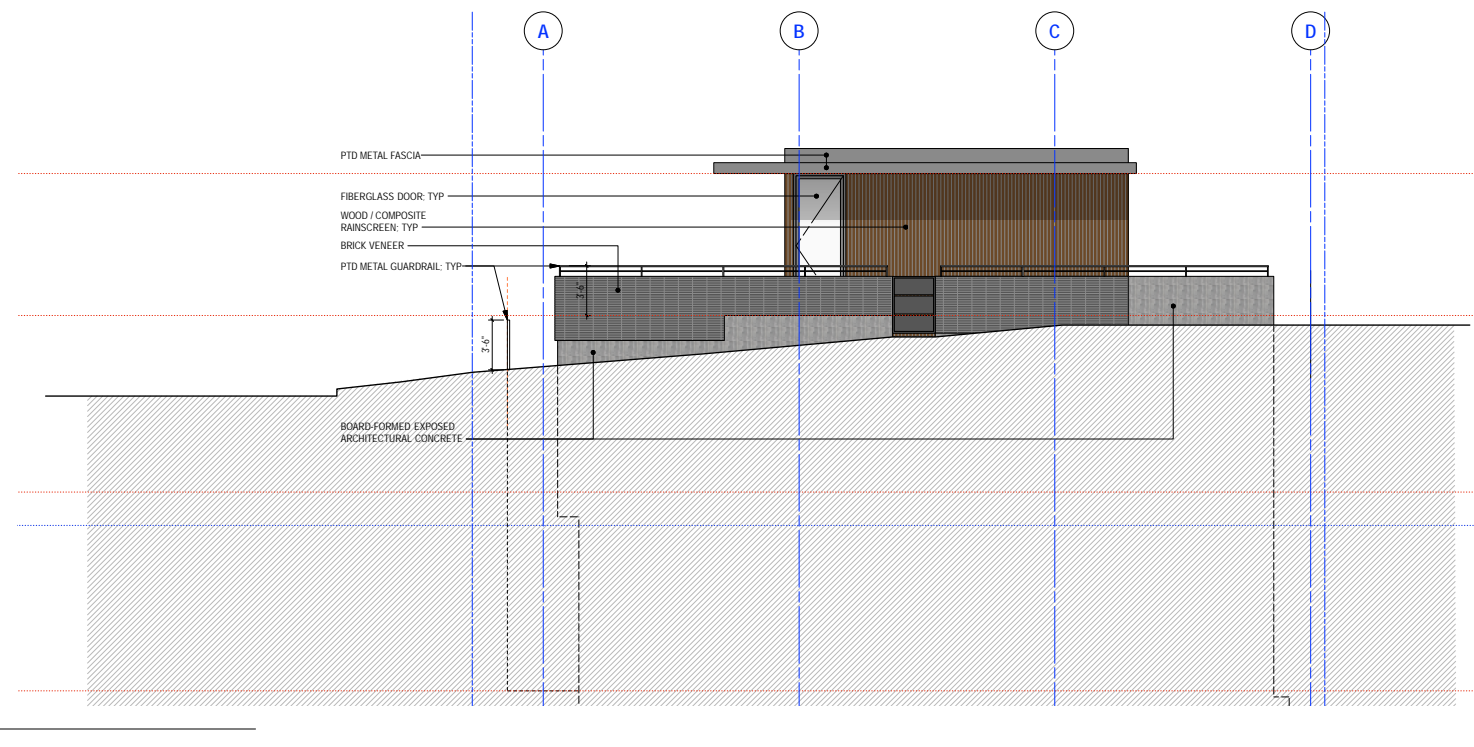 A
B
C
D
PTD METAL FASCIA
FIBERGLASS DOOR; TYP
WOOD / COMPOSITE
RAINSCREEN; TYP
BRICK VENEER
PTD METAL GUARDRAIL; TYP
3'-6"
3'-6"
BOARD-FORMED EXPOSED
ARCHITECTURAL CONCRETE